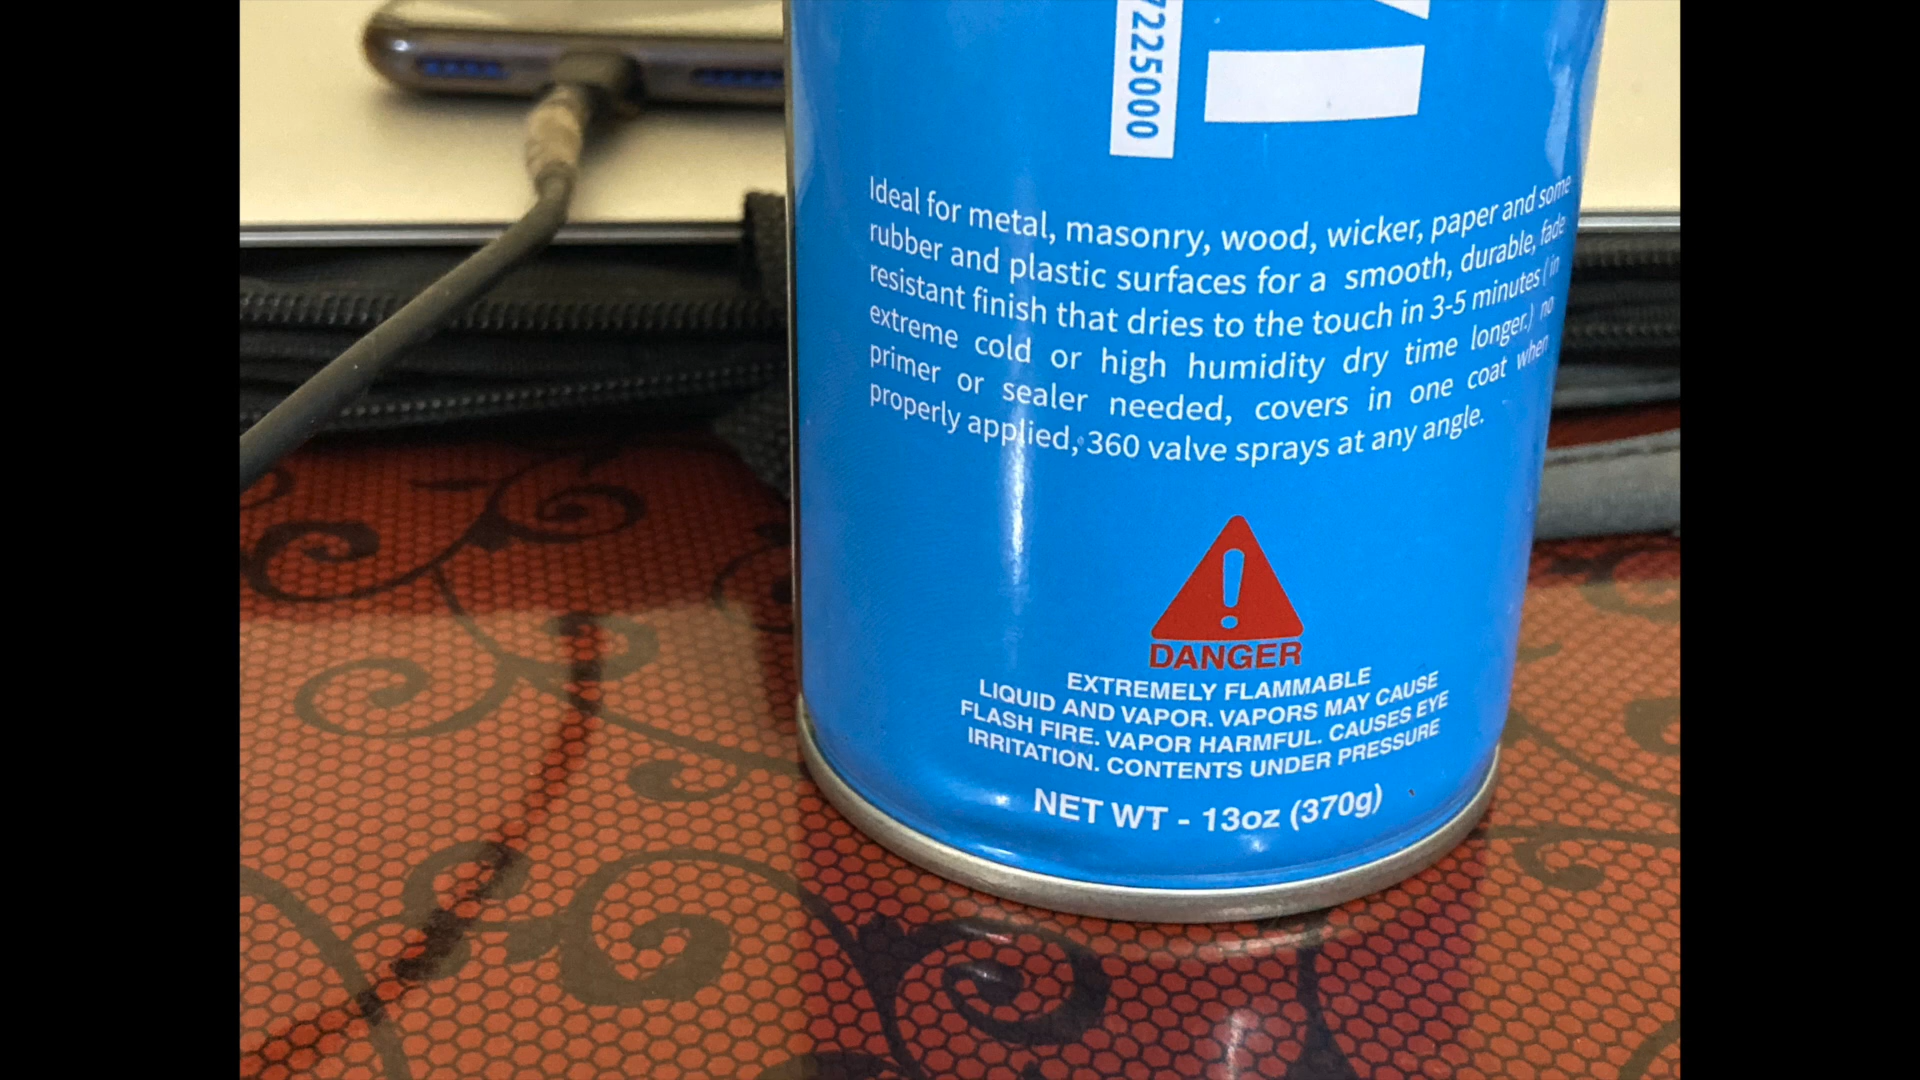 7225000
Ideal for metal, masonry, wood, wicker, paper and some
rubber and plastic surfaces for a smooth, durable, fade
resistant finish that dries to the touch in 3-5 minutes ( in
extreme cold or high humidity dry time longer.) no
primer or sealer needed, covers in one coat when
properly applied, 360 valve sprays at any angle.
DANGER
EXTREMELY FLAMMABLE
LIQUID AND VAPOR. VAPORS MAY CAUSE
FLASH FIRE. VAPOR HARMFUL. CAUSES EYE
IRRITATION. CONTENTS UNDER PRESSURE
NET WT - 13oz (370g)